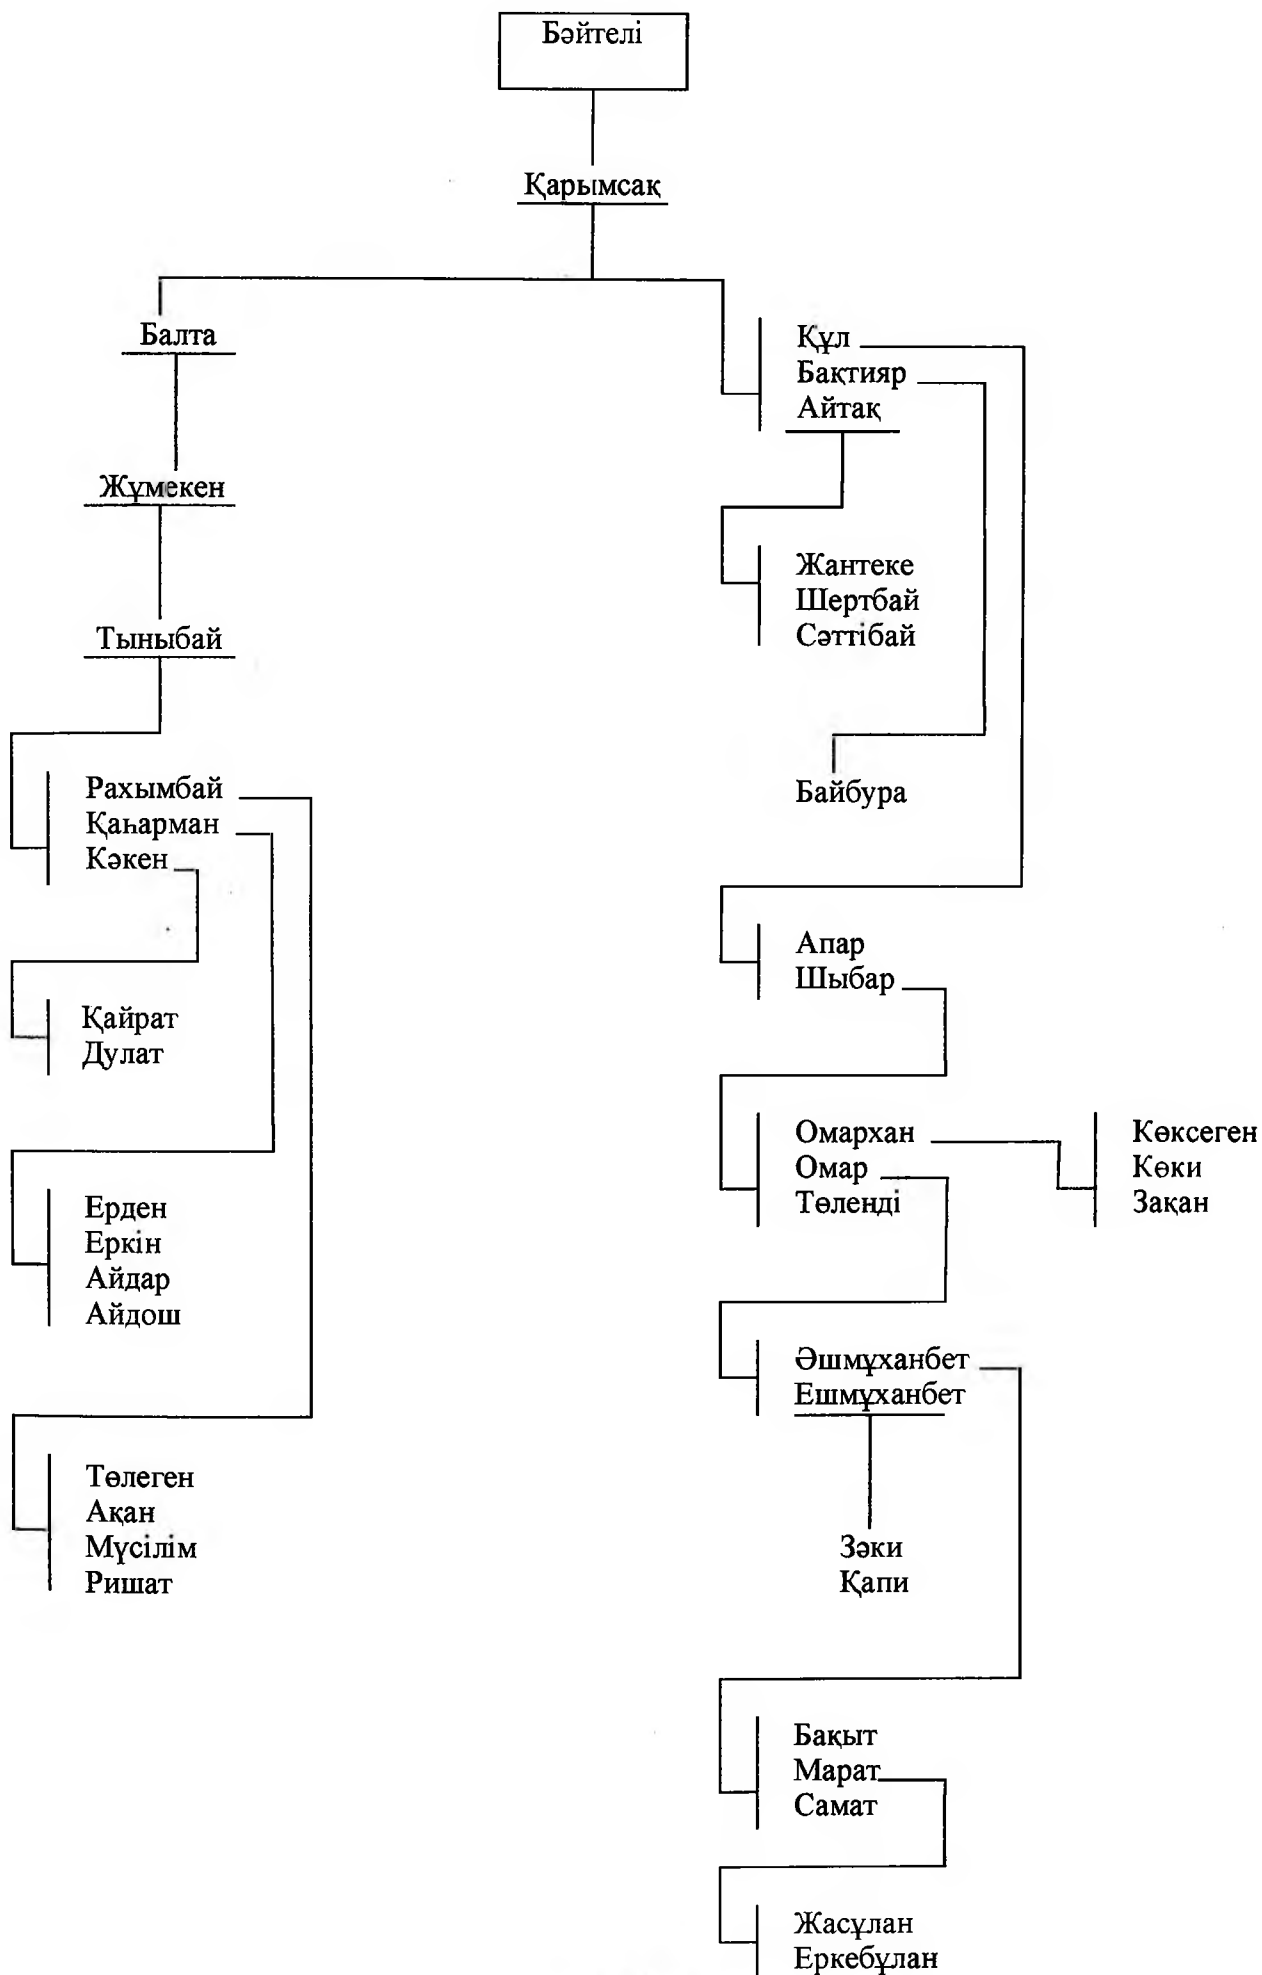 Бәйтелі
Қарымсақ
Балта
Жұмекен
Тыныбай
Рахымбай
Қаһарман
Кәкен
Қайрат
Дулат
Ерден
Еркін
Айдар
Айдош
Төлеген
Ақан
Мүсілім
Ришат
Құл
Бақтияр
Айтақ
Жантеке
Шертбай
Сәттібай
Байбура
Апар
Шыбар
Омархан
Омар
Төленді
Көксеген
Көки
Зақан
Әшмұханбет
Ешмұханбет
Зәки
Қапи
Бақыт
Марат
Самат
Жасұлан
Еркебұлан